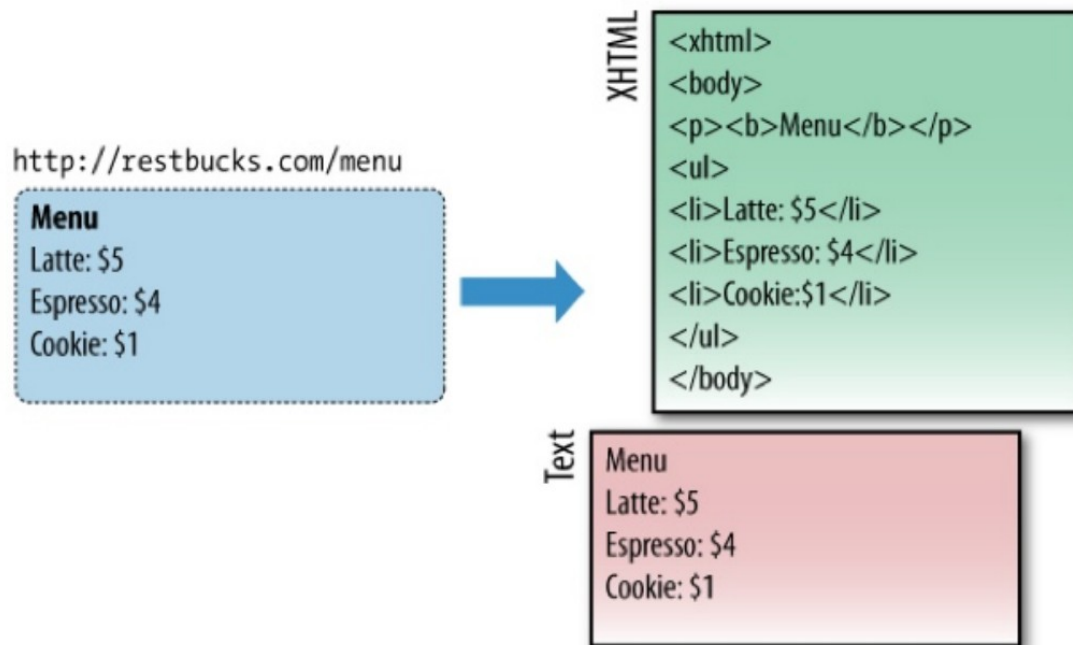 http://restbucks.com/menu
Menu
Latte: $5
Espresso: $4
Cookie: $1
XHTML
<xhtml>
<body>
<p><b>Menu</b></p>
<ul>
<li>Latte: $5</li>
<li>Espresso: $4</li>
<li>Cookie:$1</li>
</ul>
</body>
Text
Menu
Latte: $5
Espresso: $4
Cookie: $1